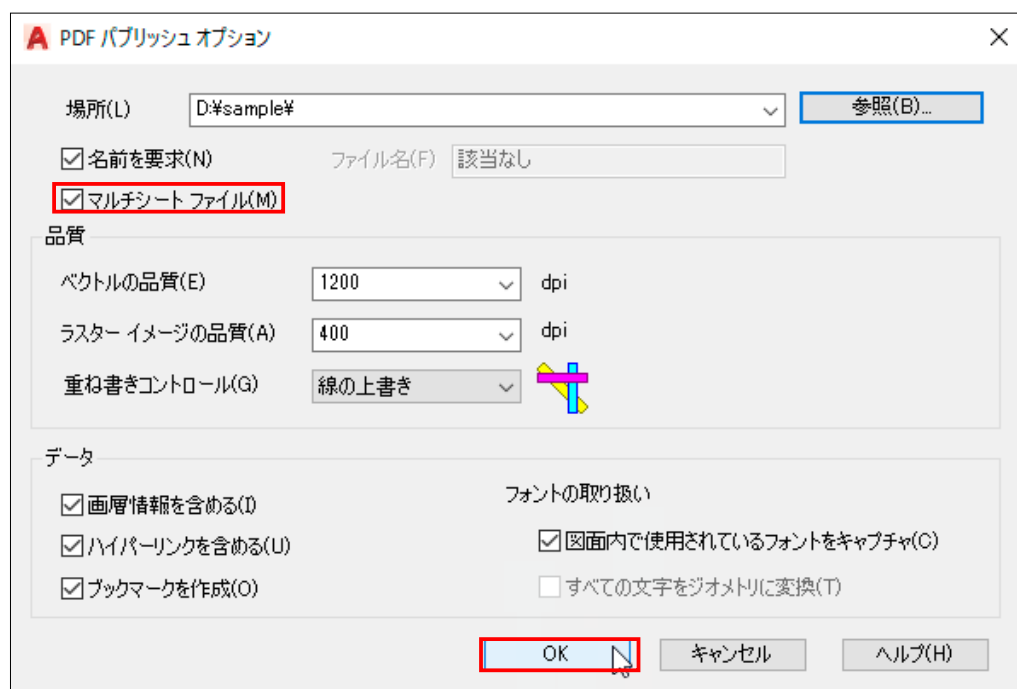 PDF パブリッシュ オプション
場所(L) D:¥sample¥ 参照(B)...
名前を要求(N) ファイル名(F) 該当なし
マルチシート ファイル(M)
品質
ベクトルの品質(E) 1200 dpi
ラスター イメージの品質(A) 400 dpi
重ね書きコントロール(G) 線の上書き
データ
画層情報を含める(I) フォントの取り扱い
ハイパーリンクを含める(U) 図面内で使用されているフォントをキャプチャ(C)
ブックマークを作成(O) すべての文字をジオメトリに変換(T)
OK キャンセル ヘルプ(H)